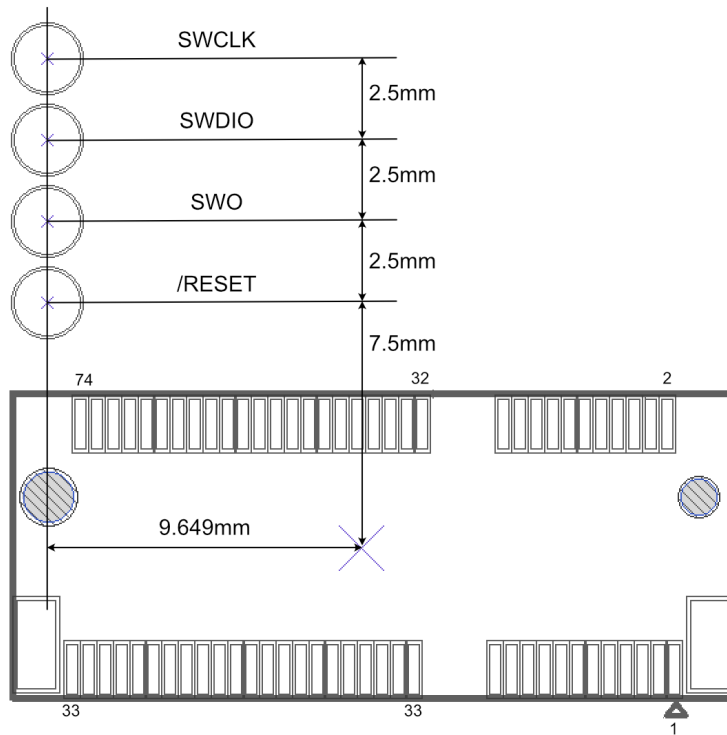 SWCLK
2.5mm
SWDIO
2.5mm
SWO
2.5mm
/RESET
7.5mm
74
32
2
9.649mm
33
33
1